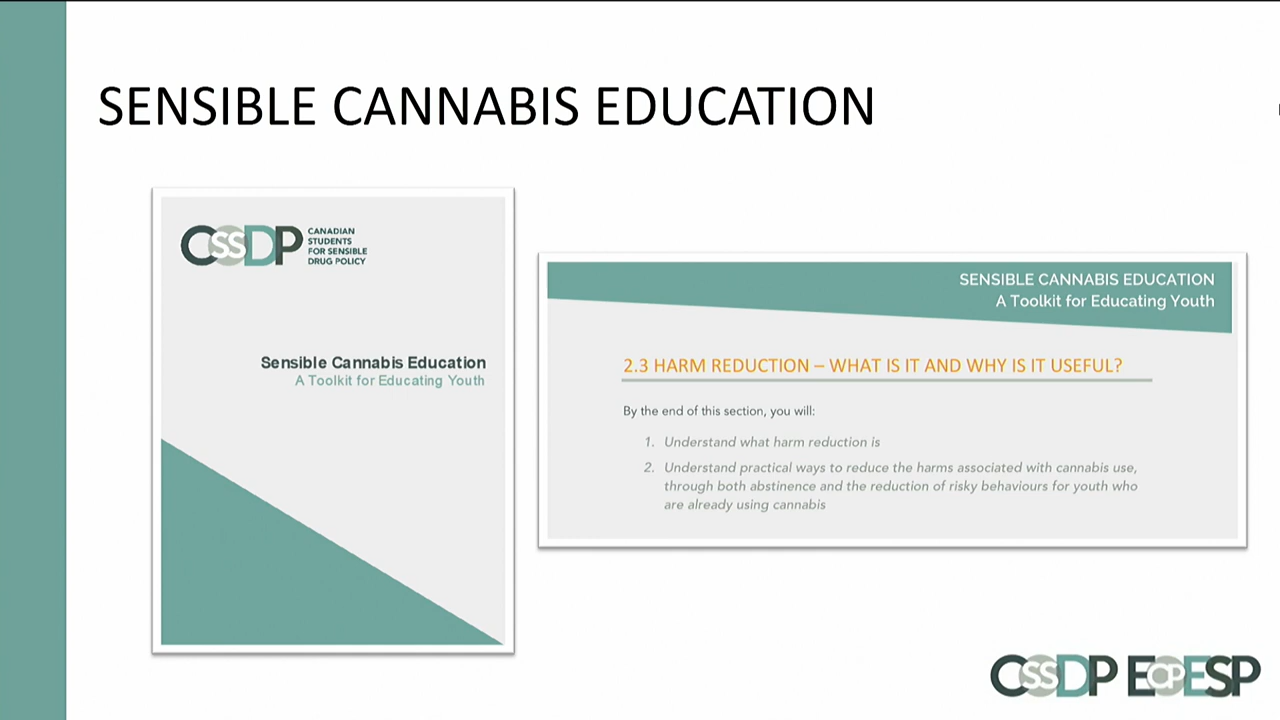 SENSIBLE CANNABIS EDUCATION
CSSDP
CANADIAN
STUDENTS
FOR SENSIBLE
DRUG POLICY
Sensible Cannabis Education
A Toolkit for Educating Youth
SENSIBLE CANNABIS EDUCATION
A Toolkit for Educating Youth
2.3 HARM REDUCTION – WHAT IS IT AND WHY IS IT USEFUL?
By the end of this section, you will:
1. Understand what harm reduction is
2. Understand practical ways to reduce the harms associated with cannabis use,
through both abstinence and the reduction of risky behaviours for youth who
are already using cannabis
CSSDP ECPESP